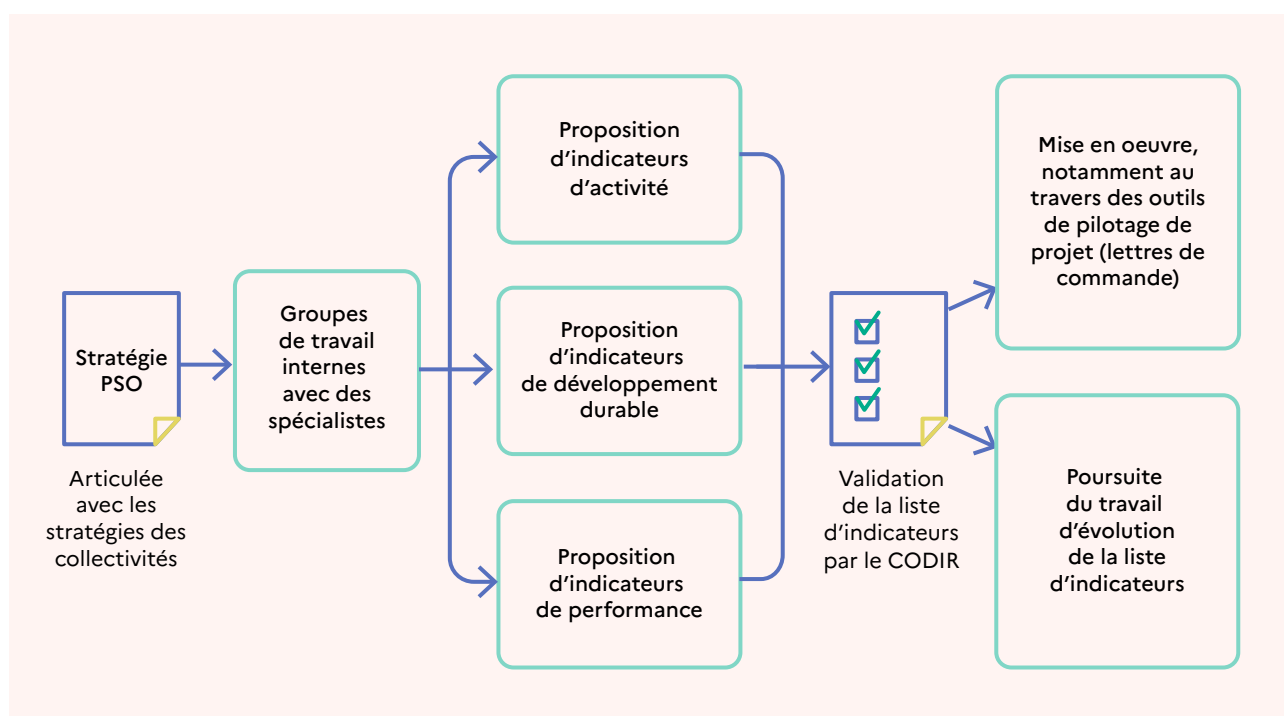 Stratégie
PSO
Articulée
avec les
stratégies des
collectivités
Groupes
de travail
internes
avec des
spécialistes
Proposition
d'indicateurs
d'activité
Proposition
d'indicateurs
de développement
durable
Proposition
d'indicateurs
de performance
Validation
de la liste
d'indicateurs
par le CODIR
Mise en oeuvre,
notamment au
travers des outils
de pilotage de
projet (lettres de
commande)
Poursuite
du travail
d'évolution
de la liste
d'indicateurs